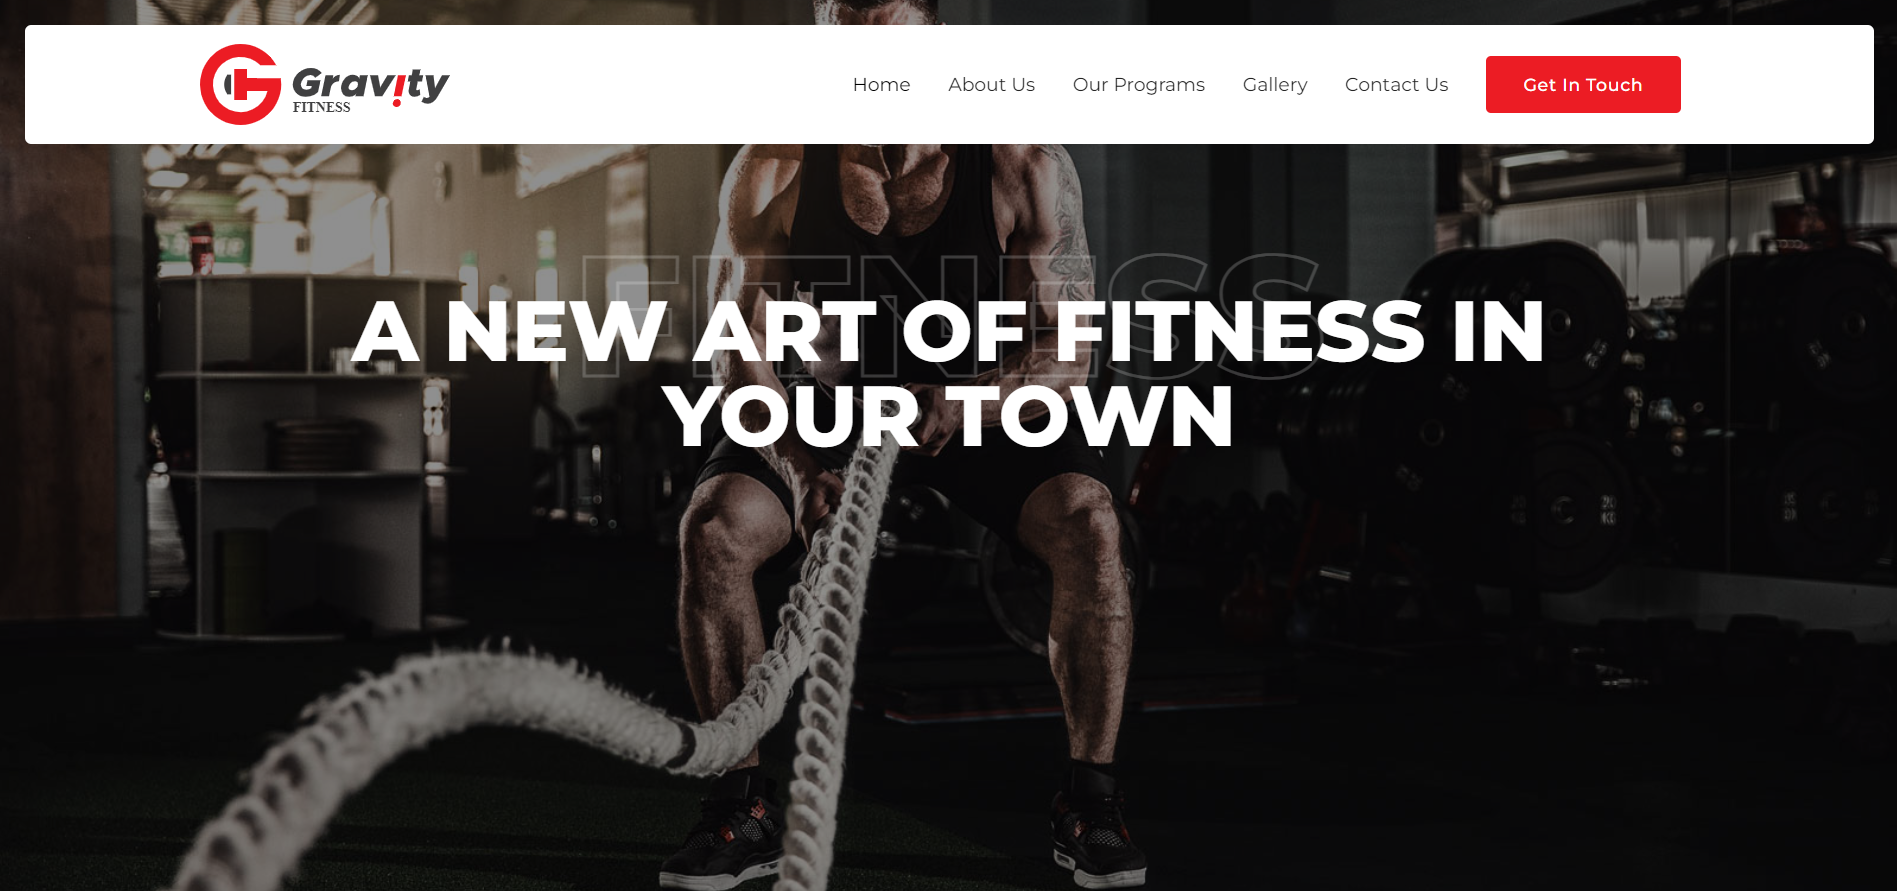 Gravity
FITNESS
Home
About Us
Our Programs
Gallery
Contact Us
Get In Touch
FITNESS
A NEW ART OF FITNESS IN
YOUR TOWN